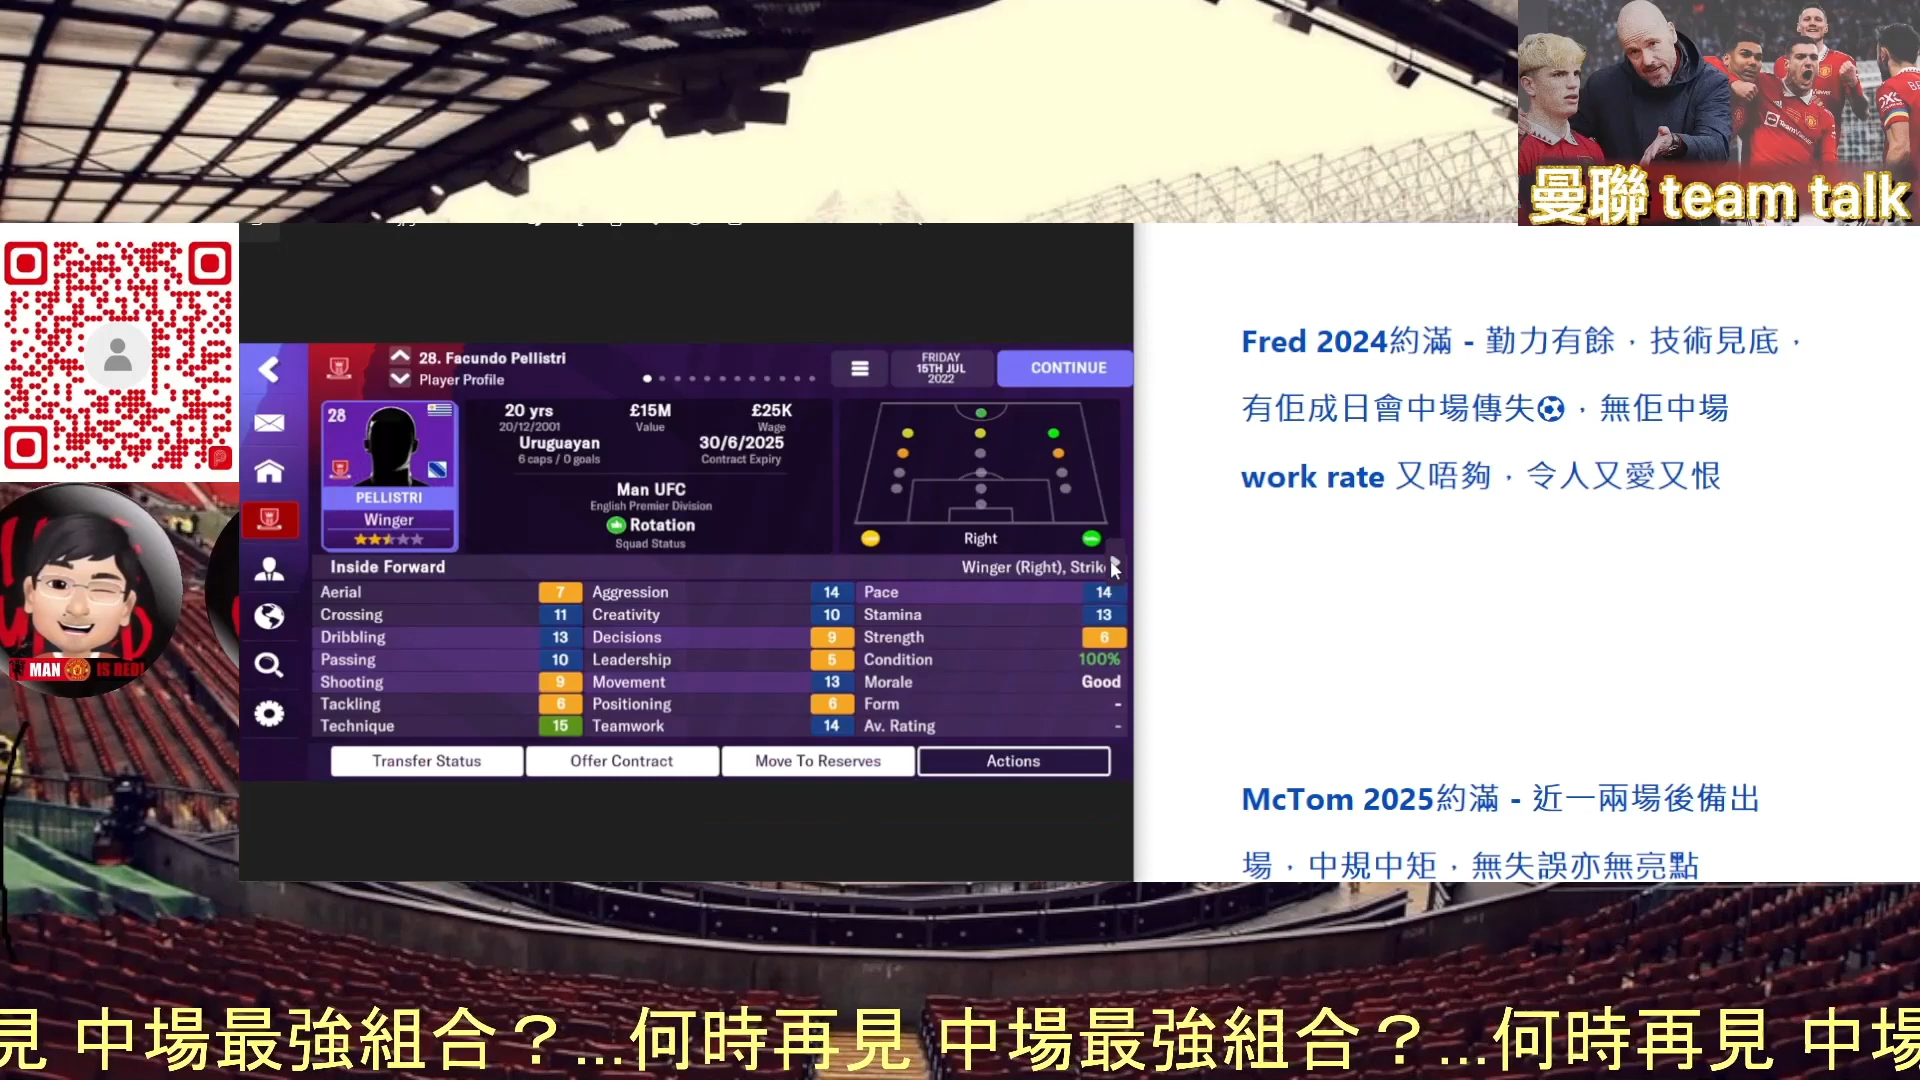 曼聯 team talk
28. Facundo Pellistri
Player Profile
FRIDAY
15TH JUL
2022
CONTINUE
28
PELLISTRI
Winger
20 yrs
20/12/2001
£15M
Value
£25K
Wage
Uruguayan
6 caps / 0 goals
30/6/2025
Contract Expiry
Man UFC
English Premier Division
Rotation
Squad Status
Right
Inside Forward
Winger (Right), Strik
Aerial 7 Aggression 14 Pace 14
Crossing 11 Creativity 10 Stamina 13
Dribbling 13 Decisions 9 Strength 6
Passing 10 Leadership 5 Condition 100%
Shooting 9 Movement 13 Morale Good
Tackling 6 Positioning 6 Form -
Technique 15 Teamwork 14 Av. Rating -
Transfer Status Offer Contract Move To Reserves Actions
Fred 2024約滿 - 勤力有餘，技術見底，
有佢成日會中場傳失⚽，無佢中場
work rate 又唔夠，令人又愛又恨
McTom 2025約滿 - 近一兩場後備出
場，中規中矩，無失誤亦無亮點
MAN IS RED!
見 中場最強組合？...何時再見 中場最強組合？...何時再見 中場